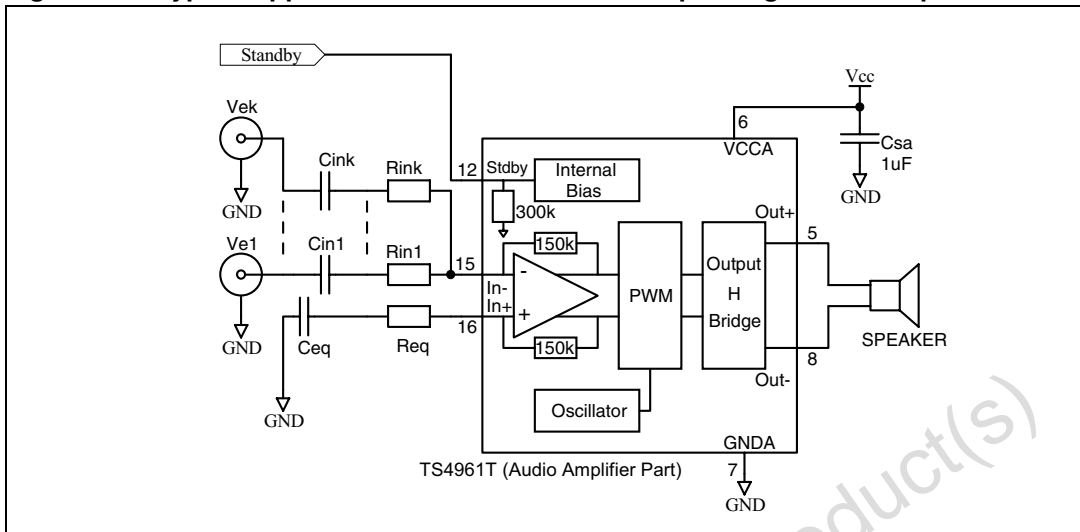 Standby
Vcc
Vek
6
VCCA
Csa
1uF
GND
Cink
Rink
12
Stdby
Internal
Bias
300k
GND
Out+
5
Ve1
Cin1
Rin1
15
150k
In-
-
In+
+
PWM
Output
H
Bridge
SPEAKER
16
GND
Ceq
Req
150k
8
Out-
Oscillator
GND
GNDA
TS4961T (Audio Amplifier Part)
7
GND
duct(s)